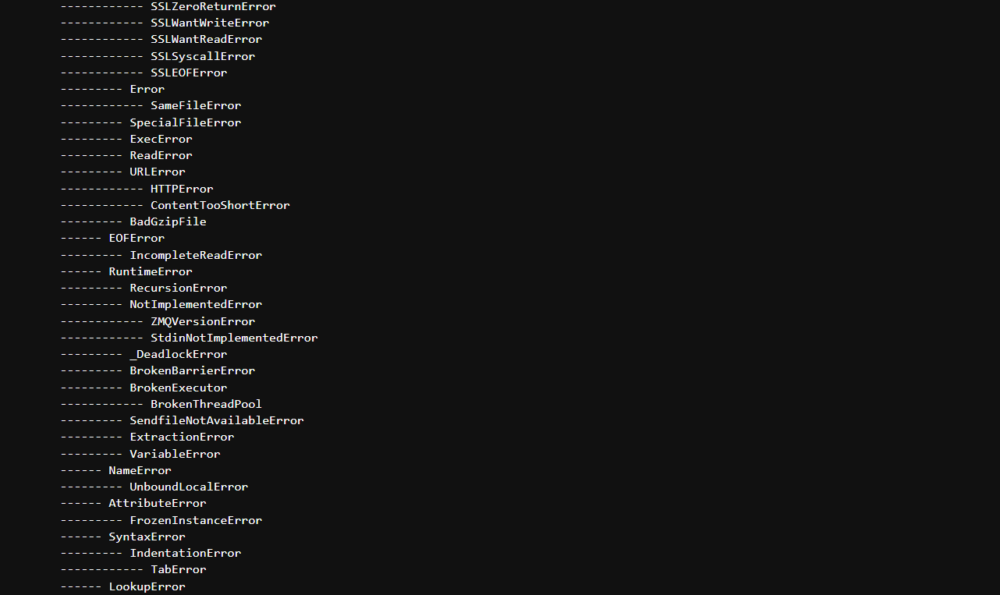 ------------ SSLZeroReturnError
------------ SSLWantWriteError
------------ SSLWantReadError
------------ SSLSyscallError
------------ SSLEOFError
--------- Error
------------ SameFileError
--------- SpecialFileError
--------- ExecError
--------- ReadError
--------- URLError
------------ HTTPError
------------ ContentTooShortError
--------- BadGzipFile
------ EOFError
--------- IncompleteReadError
------ RuntimeError
--------- RecursionError
--------- NotImplementedError
------------ ZMQVersionError
------------ StdinNotImplementedError
--------- _DeadlockError
--------- BrokenBarrierError
--------- BrokenExecutor
------------ BrokenThreadPool
--------- SendfileNotAvailableError
--------- ExtractionError
--------- VariableError
------ NameError
--------- UnboundLocalError
------ AttributeError
--------- FrozenInstanceError
------ SyntaxError
--------- IndentationError
------------ TabError
------ LookupError